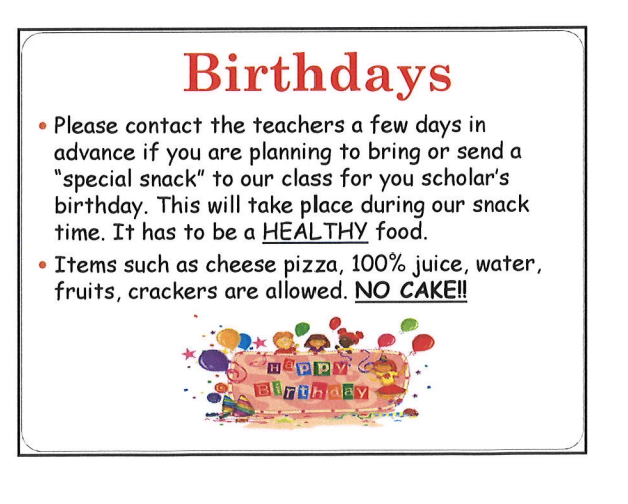 Birthdays
• Please contact the teachers a few days in
advance if you are planning to bring or send a
“special snack” to our class for you scholar’s
birthday. This will take place during our snack
time. It has to be a HEALTHY food.
• Items such as cheese pizza, 100% juice, water,
fruits, crackers are allowed. NO CAKE!!
Happy
Birthday